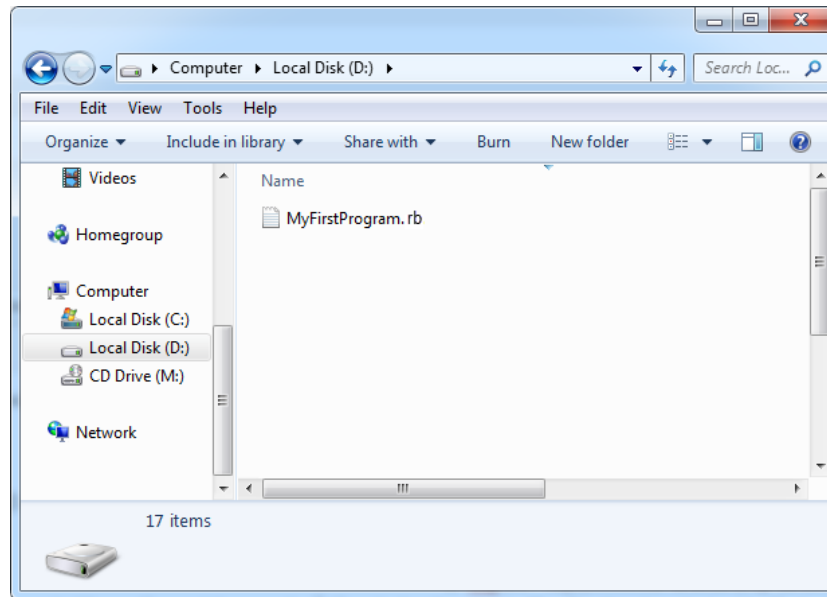 Computer Local Disk (D:)
Search Loc...
File Edit View Tools Help
Organize Include in library Share with Burn New folder
Videos
Homegroup
Computer
Local Disk (C:)
Local Disk (D:)
CD Drive (M:)
Network
Name
MyFirstProgram.rb
17 items